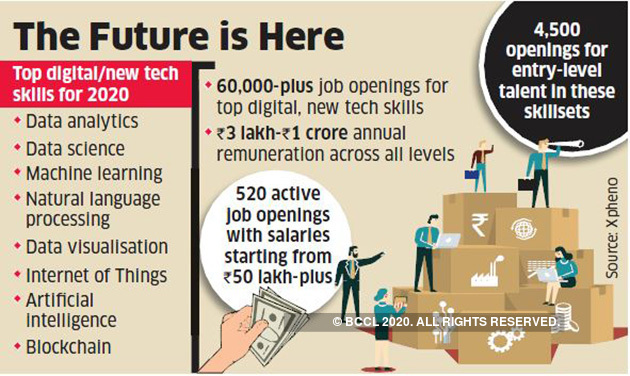 The Future is Here
Top digital/new tech
skills for 2020
Data analytics
Data science
Machine learning
Natural language
processing
Data visualisation
Internet of Things
Artificial
intelligence
Blockchain
60,000-plus job openings for
top digital, new tech skills
₹3 lakh-₹1 crore annual
remuneration across all levels
520 active
job openings
with salaries
starting from
₹50 lakh-plus
4,500
openings for
entry-level
talent in these
skillsets
₹
Source: Xpheno
© BCCL 2020. ALL RIGHTS RESERVED.